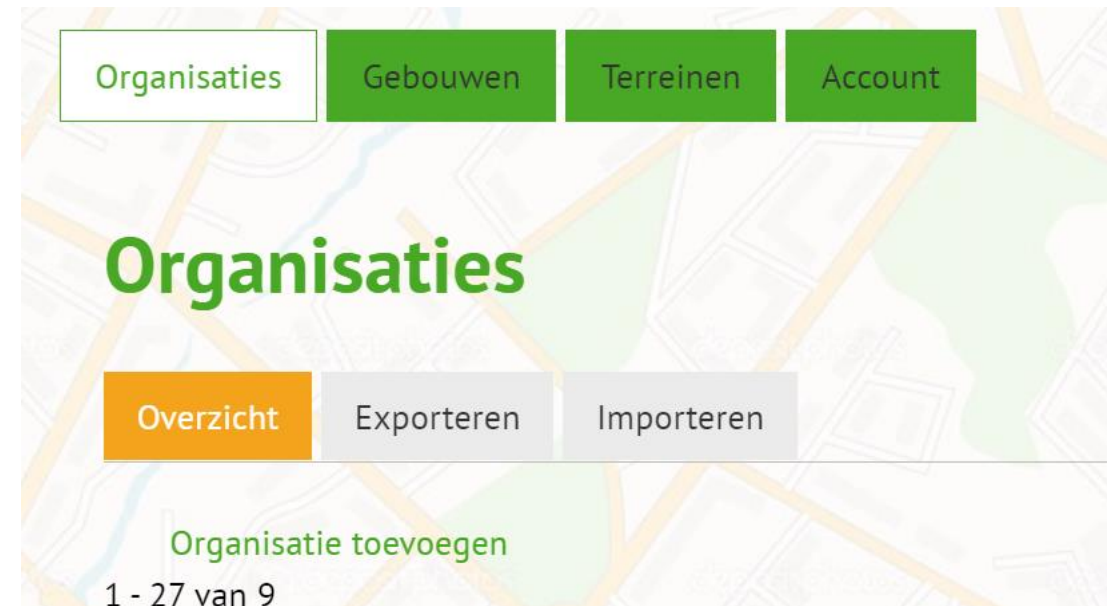 Organisaties Gebouwen Terreinen Account
Organisaties
Overzicht Exporteren Importeren
Organisatie toevoegen
1 - 27 van 9